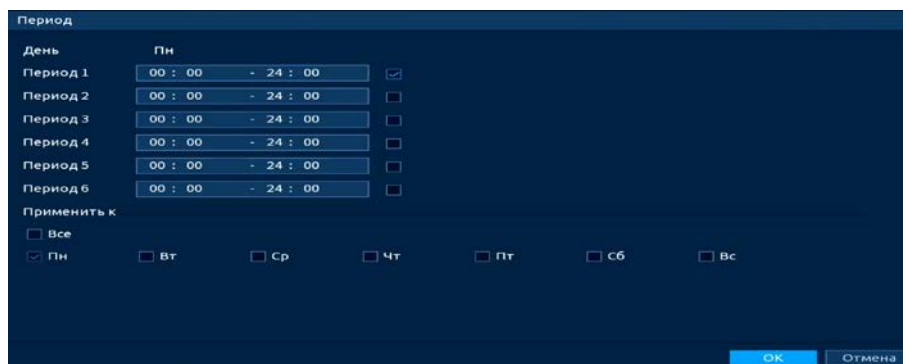 Период
День Пн
Период 1 00 : 00 - 24 : 00
Период 2 00 : 00 - 24 : 00
Период 3 00 : 00 - 24 : 00
Период 4 00 : 00 - 24 : 00
Период 5 00 : 00 - 24 : 00
Период 6 00 : 00 - 24 : 00
Применить к
Все
Пн Вт Ср Чт Пт Сб Вс
OK Отмена